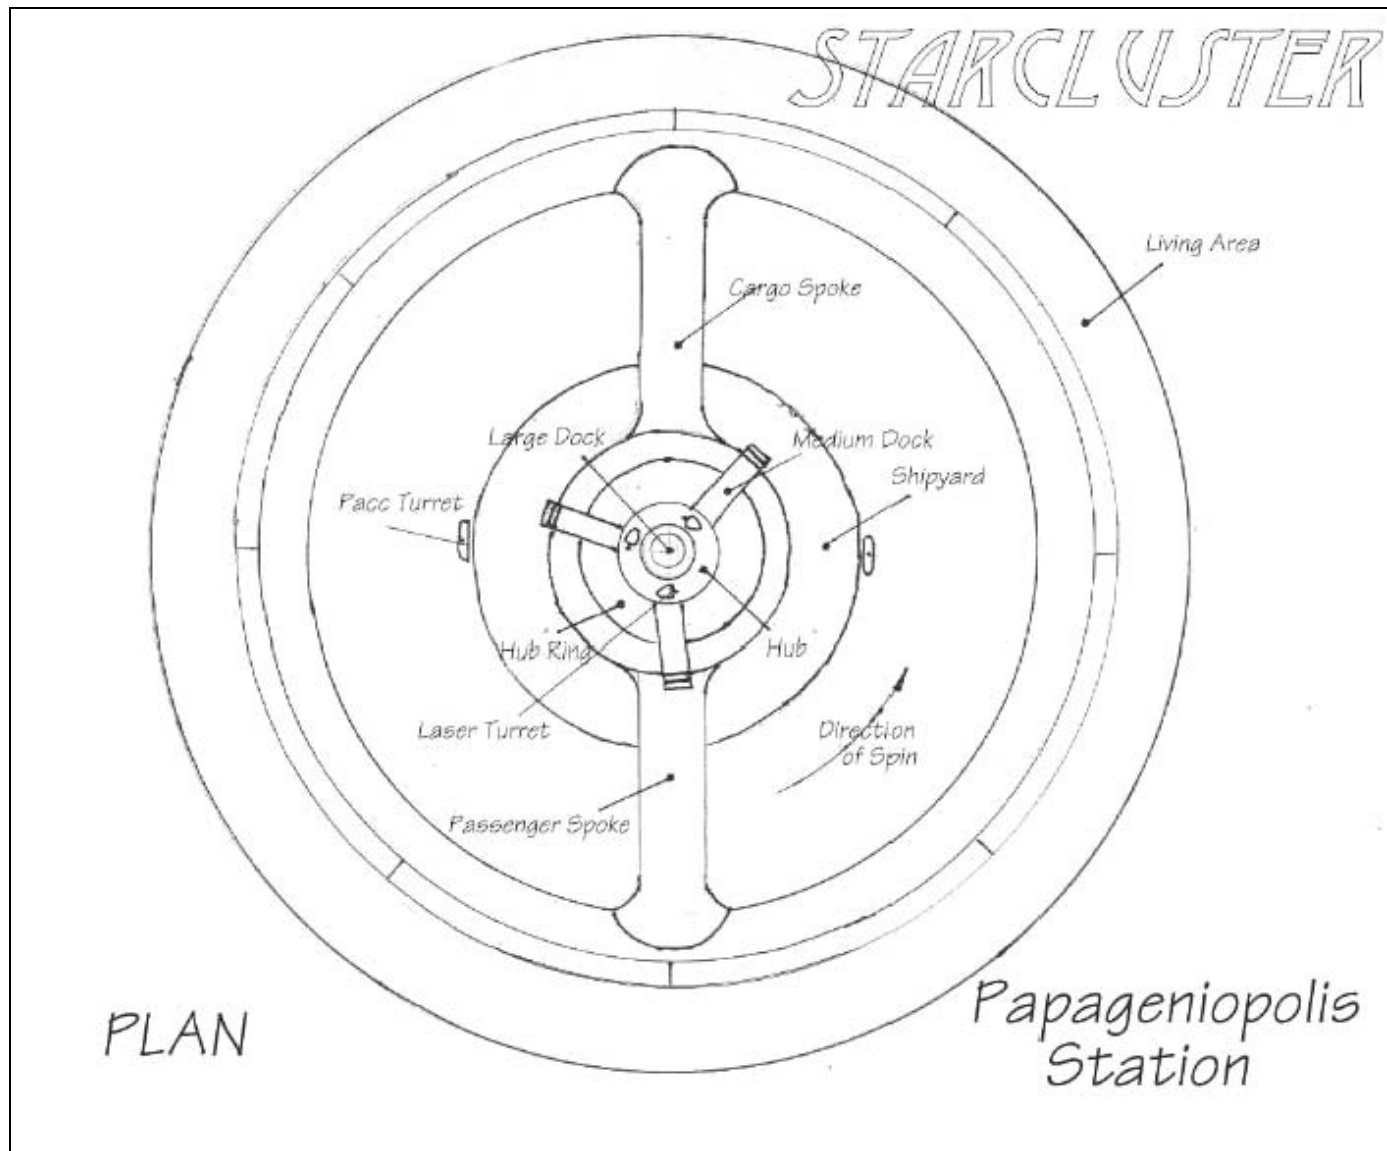 STARCLUSTER
Living Area
Cargo Spoke
Large Dock
Medium Dock
Shipyard
Pacc Turret
Hub Ring
Hub
Laser Turret
Direction
of Spin
Passenger Spoke
PLAN
Papageniopolis
Station